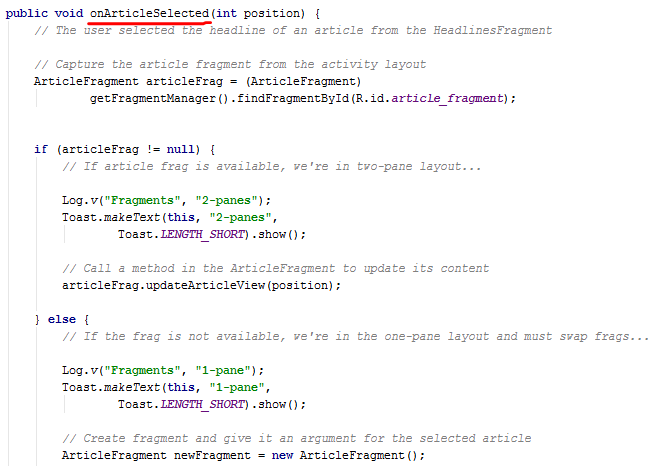 public void onArticleSelected(int position) {
// The user selected the headline of an article from the HeadlinesFragment
// Capture the article fragment from the activity layout
ArticleFragment articleFrag = (ArticleFragment)
getFragmentManager().findFragmentById(R.id.article_fragment);
if (articleFrag != null) {
// If article frag is available, we're in two-pane layout...
Log.v("Fragments", "2-panes");
Toast.makeText(this, "2-panes",
Toast.LENGTH_SHORT).show();
// Call a method in the ArticleFragment to update its content
articleFrag.updateArticleView(position);
} else {
// If the frag is not available, we're in the one-pane layout and must swap frags...
Log.v("Fragments", "1-pane");
Toast.makeText(this, "1-pane",
Toast.LENGTH_SHORT).show();
// Create fragment and give it an argument for the selected article
ArticleFragment newFragment = new ArticleFragment();